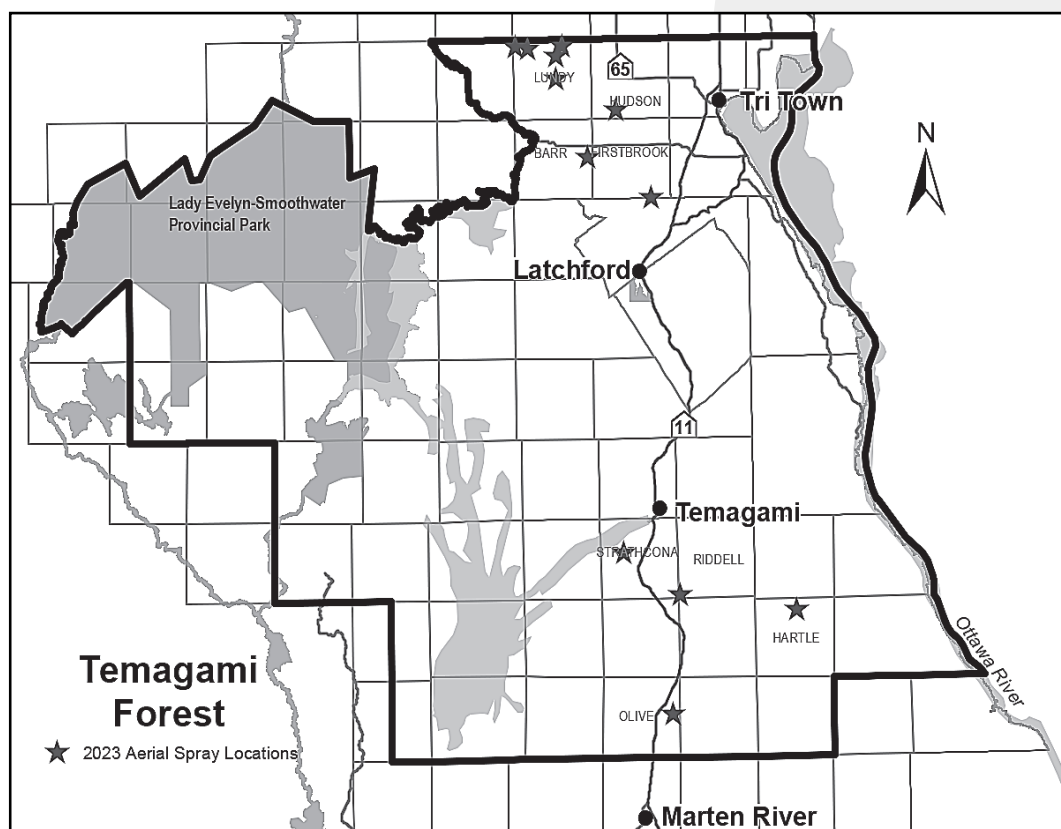 65
LUNDY
HUDSON
Tri Town
N
BARR
FIRSTBROOK
Lady Evelyn-Smoothwater
Provincial Park
Latchford
11
Temagami
STRATHCONA
RIDDELL
HARTLE
Ottawa River
Temagami
Forest
OLIVE
2023 Aerial Spray Locations
Marten River